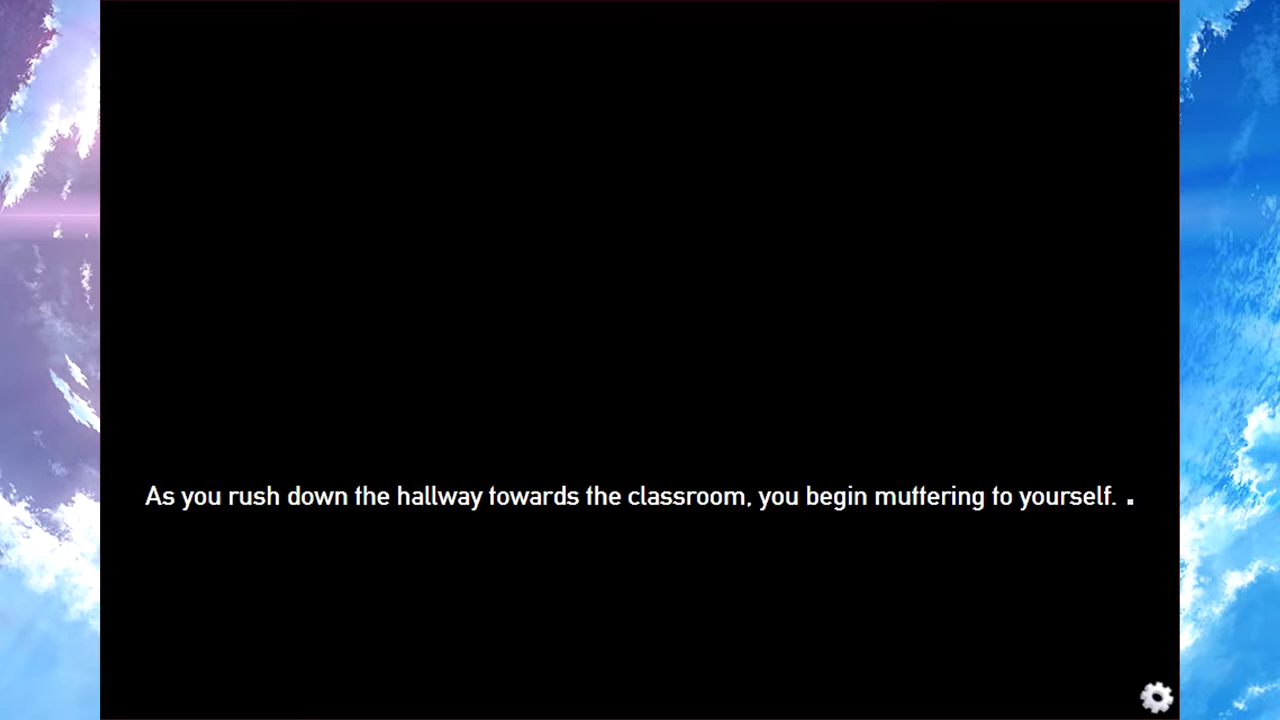 As you rush down the hallway towards the classroom, you begin muttering to yourself.